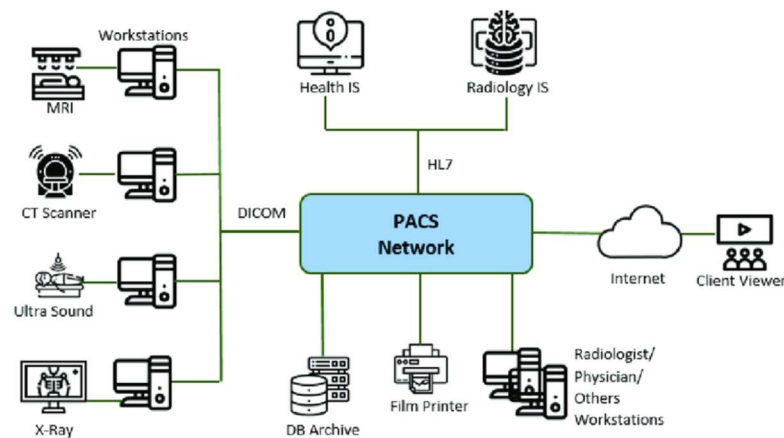 Workstations
MRI
CT Scanner
Ultra Sound
X-Ray
DICOM
Health IS
Radiology IS
HL7
PACS
Network
Internet
Client Viewer
DB Archive
Film Printer
Radiologist/
Physician/
Others
Workstations